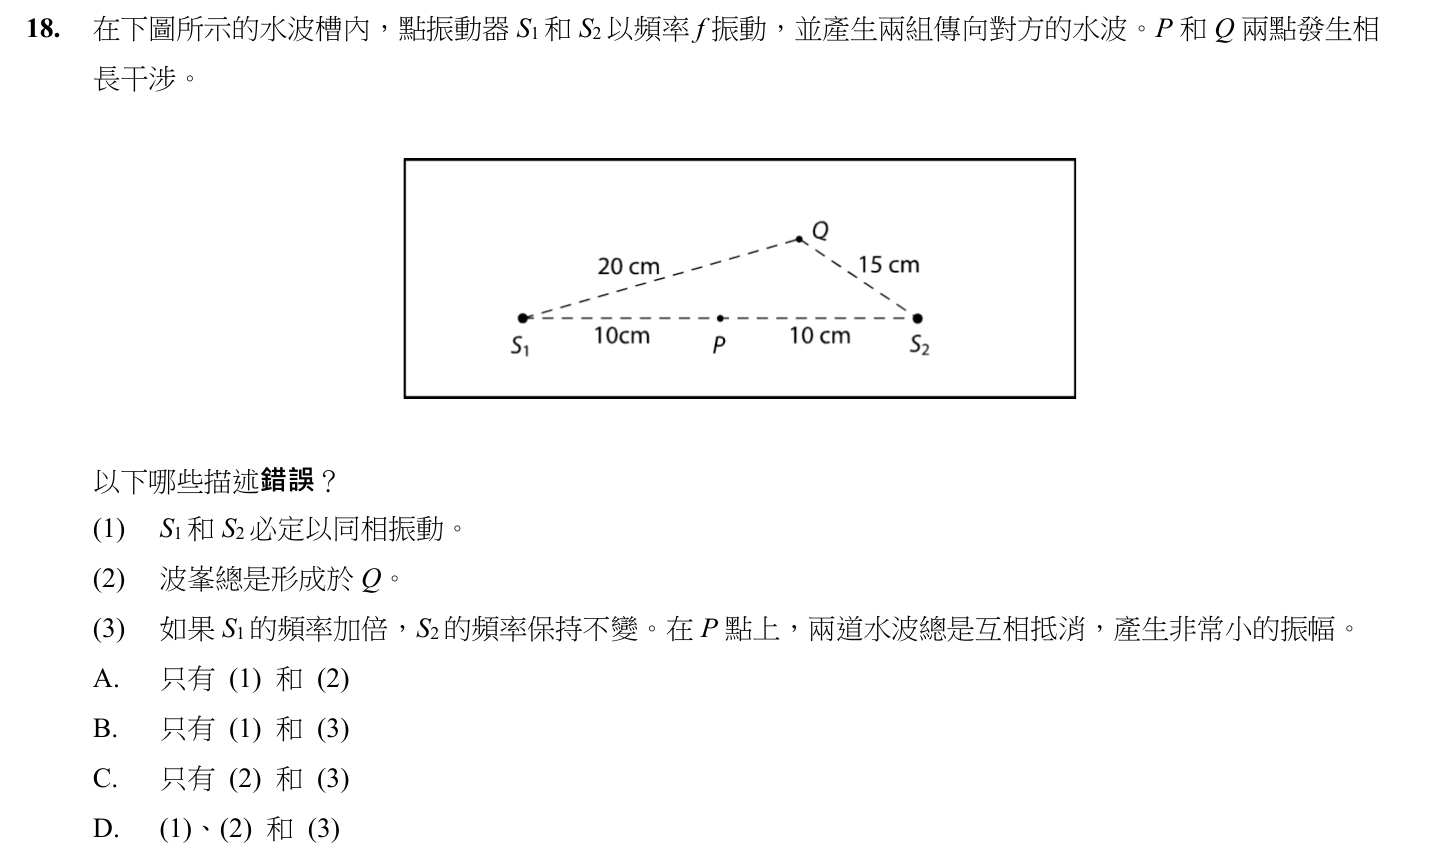 18. 在下圖所示的水波槽內，點振動器 S1 和 S2 以頻率 f 振動，並產生兩組傳向對方的水波。P 和 Q 兩點發生相
長干涉。
Q
20 cm
15 cm
10cm
10 cm
S1
P
S2
以下哪些描述錯誤？
(1) S1 和 S2 必定以同相振動。
(2) 波峯總是形成於 Q。
(3) 如果 S1 的頻率加倍，S2 的頻率保持不變。在 P 點上，兩道水波總是互相抵消，產生非常小的振幅。
A. 只有 (1) 和 (2)
B. 只有 (1) 和 (3)
C. 只有 (2) 和 (3)
D. (1)、(2) 和 (3)